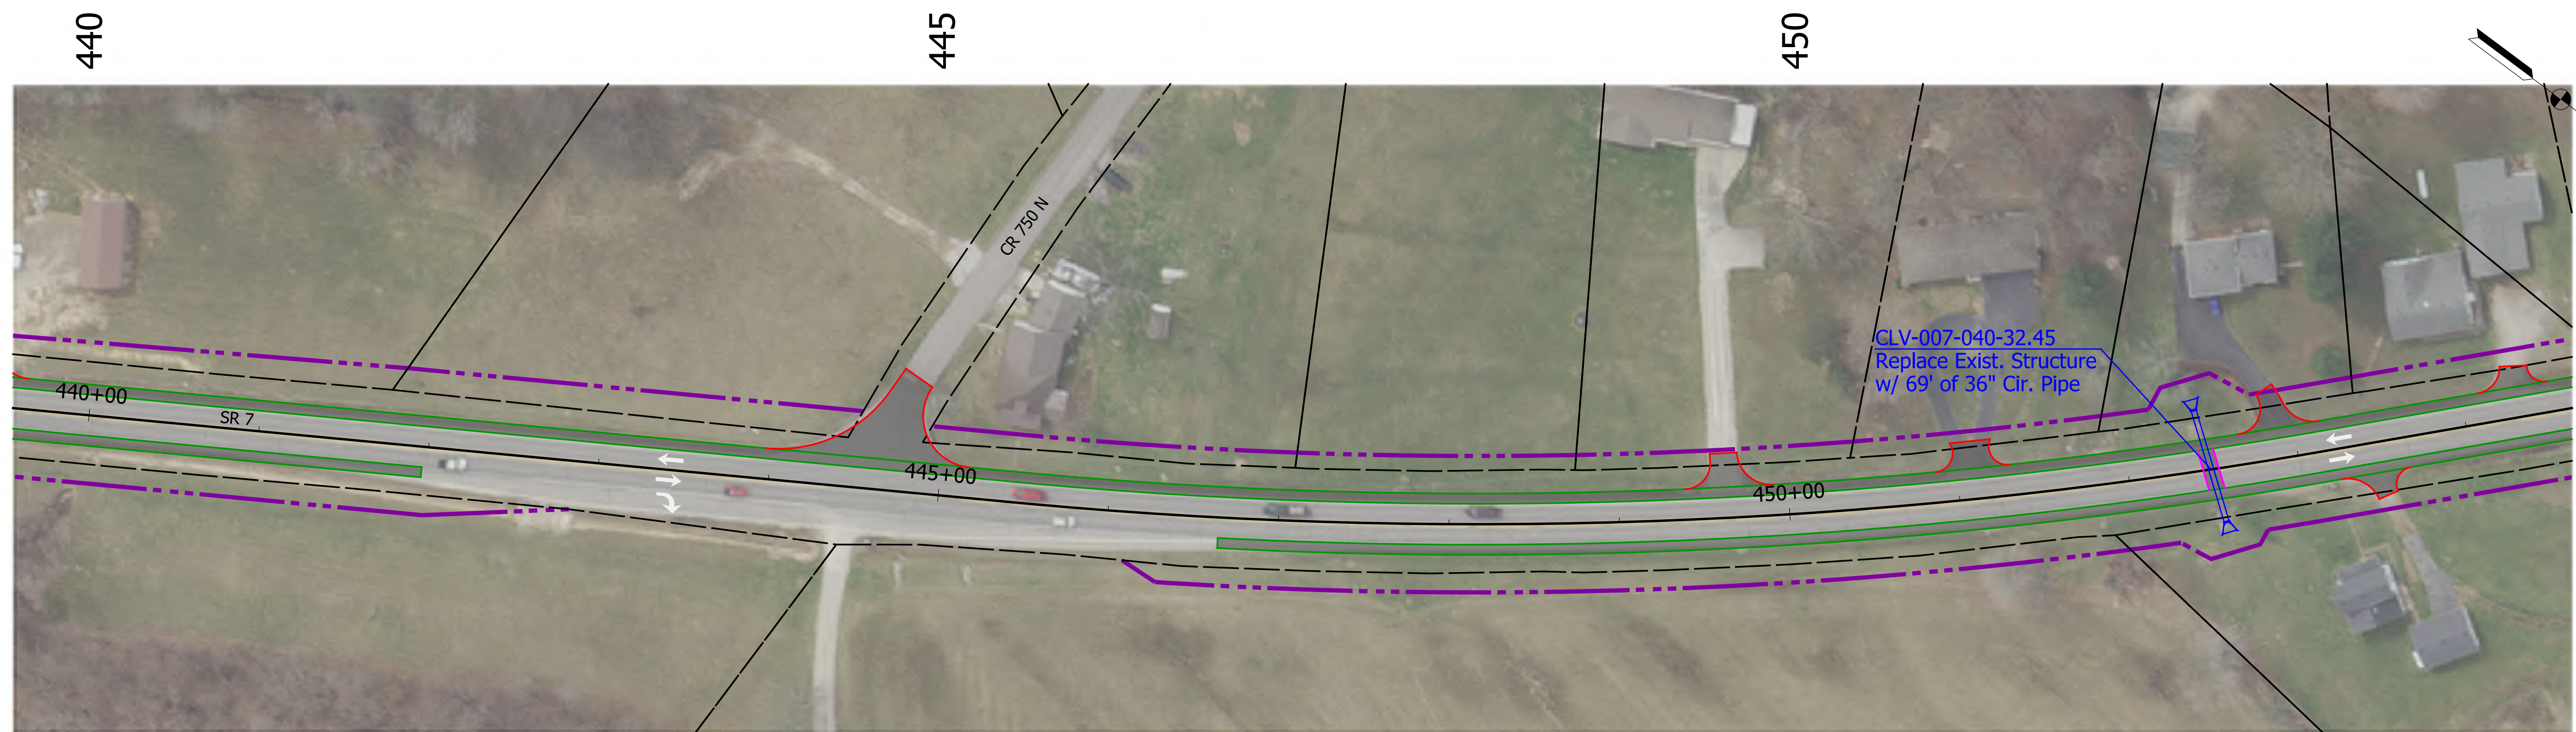 440
445
450
CR 750 N
CLV-007-040-32.45
Replace Exist. Structure
w/ 69' of 36" Cir. Pipe
440+00
SR 7
445+00
450+00